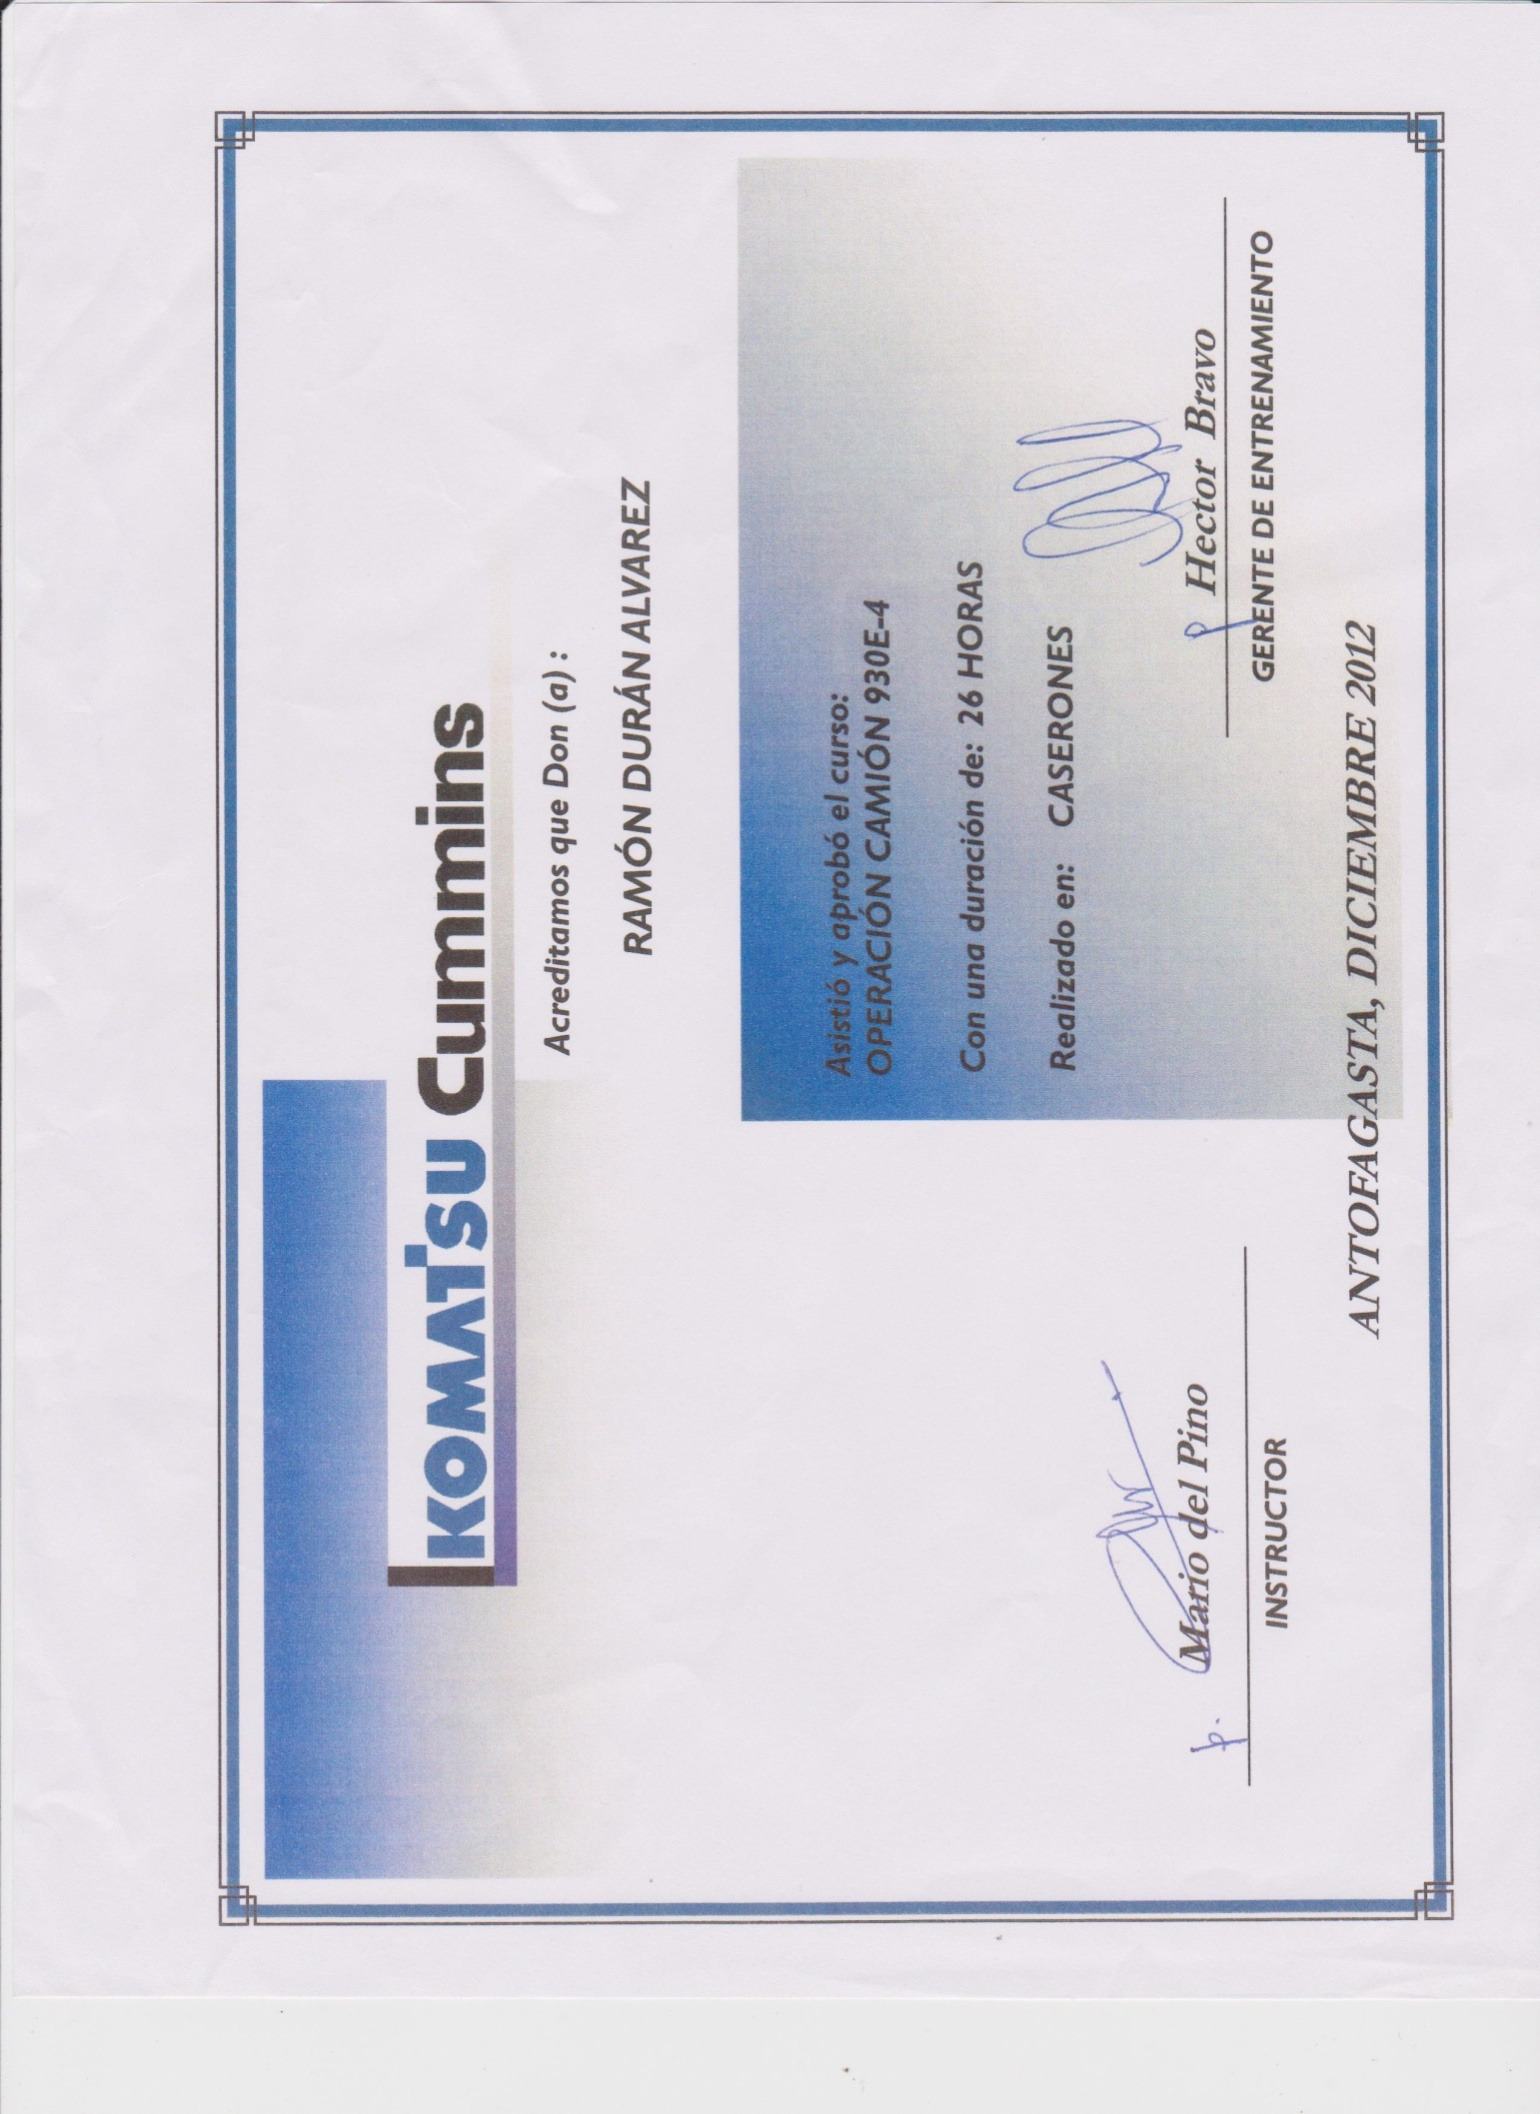 KOMATSU Cummins
Acreditamos que Don (a) :
RAMÓN DURÁN ALVAREZ
Asistió y aprobó el curso:
OPERACIÓN CAMIÓN 930E-4
Con una duración de: 26 HORAS
Realizado en: CASERONES
p. Mario del Pino
INSTRUCTOR
p Hector Bravo
GERENTE DE ENTRENAMIENTO
ANTOFAGASTA, DICIEMBRE 2012